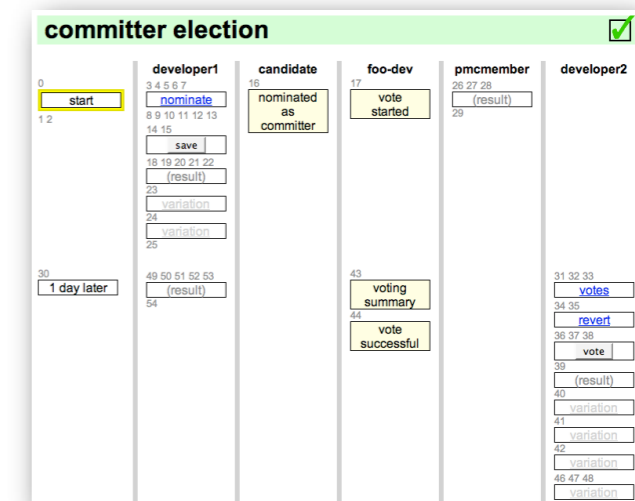 committer election
developer1 candidate foo-dev pmcmember developer2
0
start
1 2
3 4 5 6 7
nominate
8 9 10 11 12 13
14 15
save
18 19 20 21 22
(result)
23
variation
24
variation
25
16
nominated
as
committer
17
vote
started
26 27 28
(result)
29
30
1 day later
49 50 51 52 53
(result)
54
43
voting
summary
44
vote
successful
31 32 33
votes
34 35
revert
36 37 38
vote
39
(result)
40
variation
41
variation
42
variation
46 47 48
variation